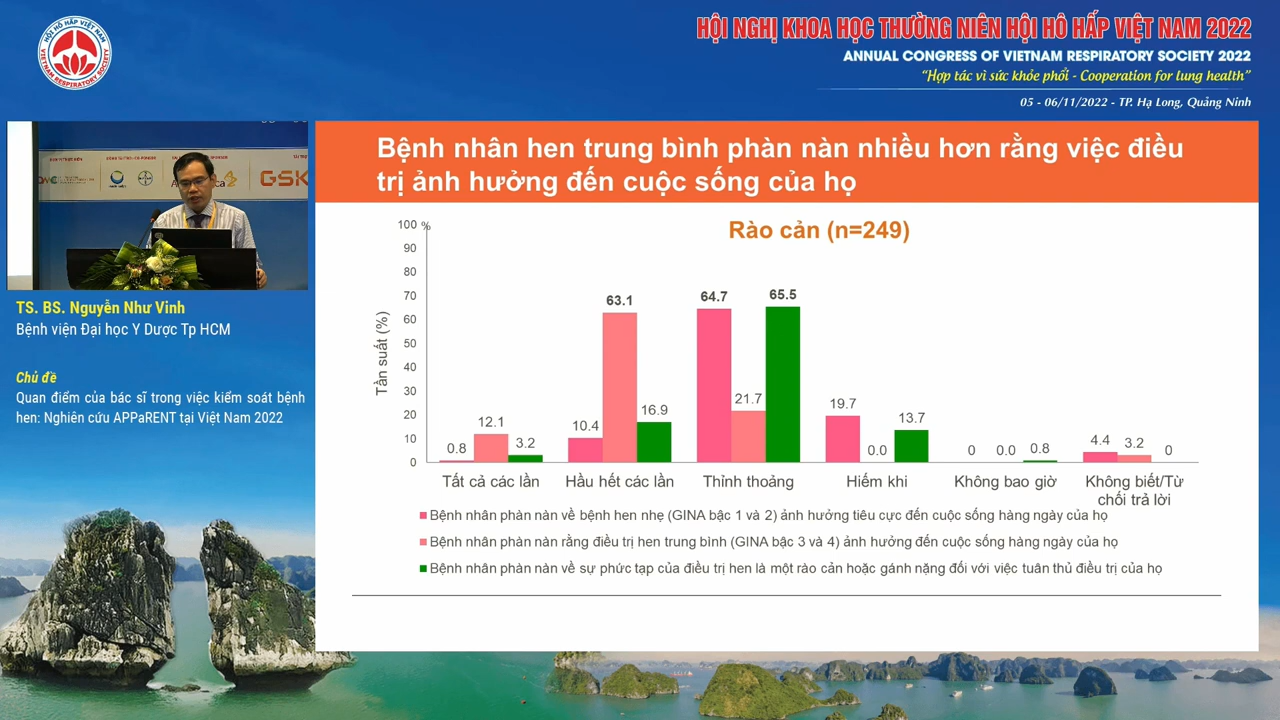 HỘI HÔ HẤP VIỆT NAM
VIETNAM RESPIRATORY SOCIETY
HỘI NGHỊ KHOA HỌC THƯỜNG NIÊN HỘI HÔ HẤP VIỆT NAM 2022
ANNUAL CONGRESS OF VIETNAM RESPIRATORY SOCIETY 2022
“Hợp tác vì sức khỏe phổi - Cooperation for lung health”
05 - 06/11/2022 - TP. Hạ Long, Quảng Ninh
GSK
TS. BS. Nguyễn Như Vinh
Bệnh viện Đại học Y Dược Tp HCM
Chủ đề
Quan điểm của bác sĩ trong việc kiểm soát bệnh
hen: Nghiên cứu APPaRENT tại Việt Nam 2022
Bệnh nhân hen trung bình phàn nàn nhiều hơn rằng việc điều
trị ảnh hưởng đến cuộc sống của họ
Rào cản (n=249)
Tần suất (%)
100 %
90
80
70
60
50
40
30
20
10
0
0.8 12.1 3.2
10.4 63.1 16.9
64.7 21.7 65.5
19.7 0.0 13.7
0 0.0 0.8
4.4 3.2 0
Tất cả các lần Hầu hết các lần Thỉnh thoảng Hiếm khi Không bao giờ Không biết/Từ
chối trả lời
Bệnh nhân phàn nàn về bệnh hen nhẹ (GINA bậc 1 và 2) ảnh hưởng tiêu cực đến cuộc sống hàng ngày của họ
Bệnh nhân phàn nàn rằng điều trị hen trung bình (GINA bậc 3 và 4) ảnh hưởng đến cuộc sống hàng ngày của họ
Bệnh nhân phàn nàn về sự phức tạp của điều trị hen là một rào cản hoặc gánh nặng đối với việc tuân thủ điều trị của họ